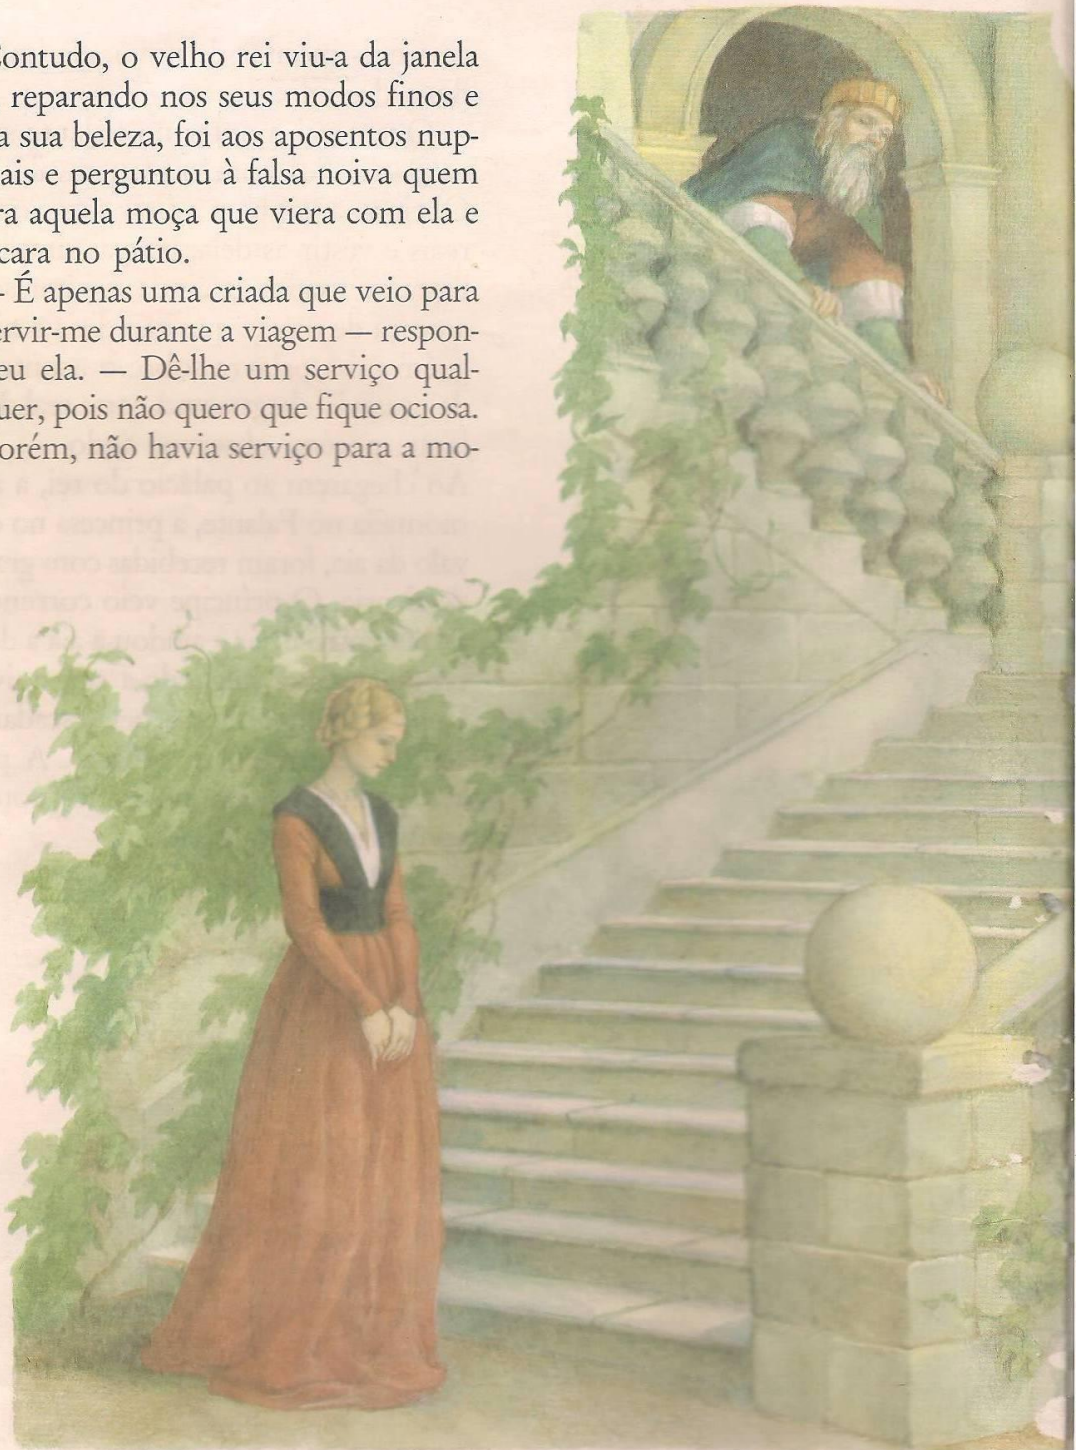 ontudo, o velho rei viu-a da janela
reparando nos seus modos finos e
a sua beleza, foi aos aposentos nup-
ais e perguntou à falsa noiva quem
ra aquela moça que viera com ela e
cara no pátio.
- É apenas uma criada que veio para
ervir-me durante a viagem — respon-
eu ela. — Dê-lhe um serviço qual-
uer, pois não quero que fique ociosa.
orém, não havia serviço para a mo-